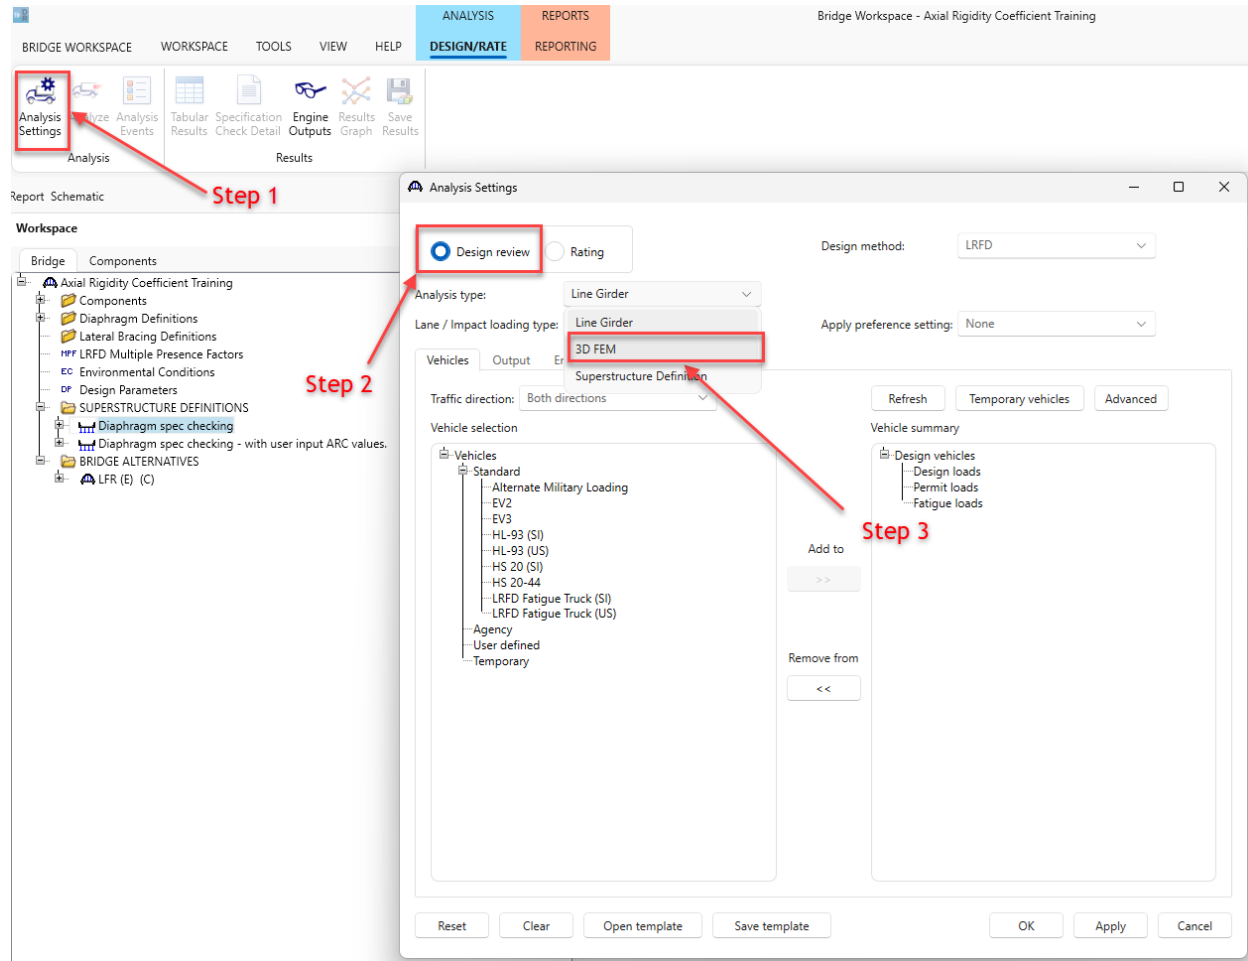 ANALYSIS REPORTS Bridge Workspace - Axial Rigidity Coefficient Training
BRIDGE WORKSPACE WORKSPACE TOOLS VIEW HELP DESIGN/RATE REPORTING
Analysis Analyze Analysis Tabular Specification Engine Results Save
Settings Events Results Check Detail Outputs Graph Results
Analysis Results
Step 1
Report Schematic
Workspace
Bridge Components
Axial Rigidity Coefficient Training
Components
Diaphragm Definitions
Lateral Bracing Definitions
MPF LRFD Multiple Presence Factors
EC Environmental Conditions
DP Design Parameters
SUPERSTRUCTURE DEFINITIONS
Diaphragm spec checking
Diaphragm spec checking - with user input ARC values.
BRIDGE ALTERNATIVES
LFR (E) (C)
Step 2
Analysis Settings
Design review Rating Design method: LRFD
Analysis type: Line Girder
Lane / Impact loading type: Line Girder Apply preference setting: None
3D FEM
Superstructure Definition
Vehicles Output
Traffic direction: Both directions Refresh Temporary vehicles Advanced
Vehicle selection Vehicle summary
Vehicles
Standard
Alternate Military Loading
EV2
EV3
HL-93 (SI)
HL-93 (US)
HS 20 (SI)
HS 20-44
LRFD Fatigue Truck (SI)
LRFD Fatigue Truck (US)
Agency
User defined
Temporary
Design vehicles
Design loads
Permit loads
Fatigue loads
Step 3
Add to
>>
Remove from
<<
Reset Clear Open template Save template OK Apply Cancel